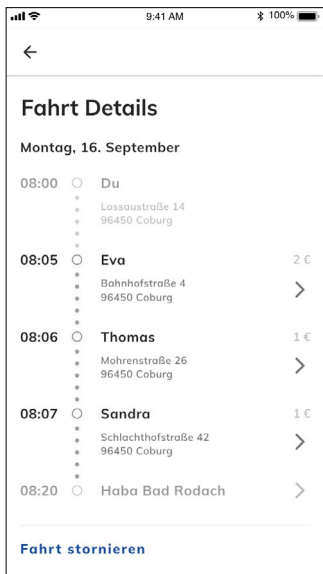 9:41 AM 100%
Fahrt Details
Montag, 16. September
08:00 Du
Lossaustraße 14
96450 Coburg
08:05 Eva 2 €
Bahnhofstraße 4
96450 Coburg
08:06 Thomas 1 €
Mohrenstraße 26
96450 Coburg
08:07 Sandra 1 €
Schlachthofstraße 42
96450 Coburg
08:20 Haba Bad Rodach
Fahrt stornieren